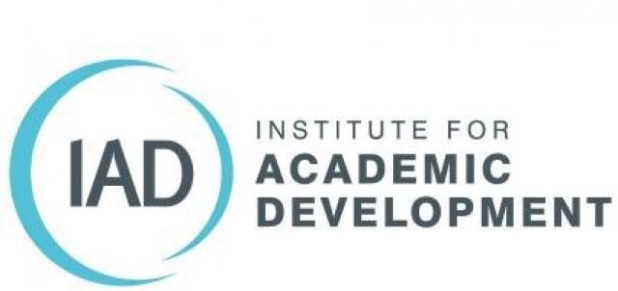 IAD
INSTITUTE FOR
ACADEMIC
DEVELOPMENT